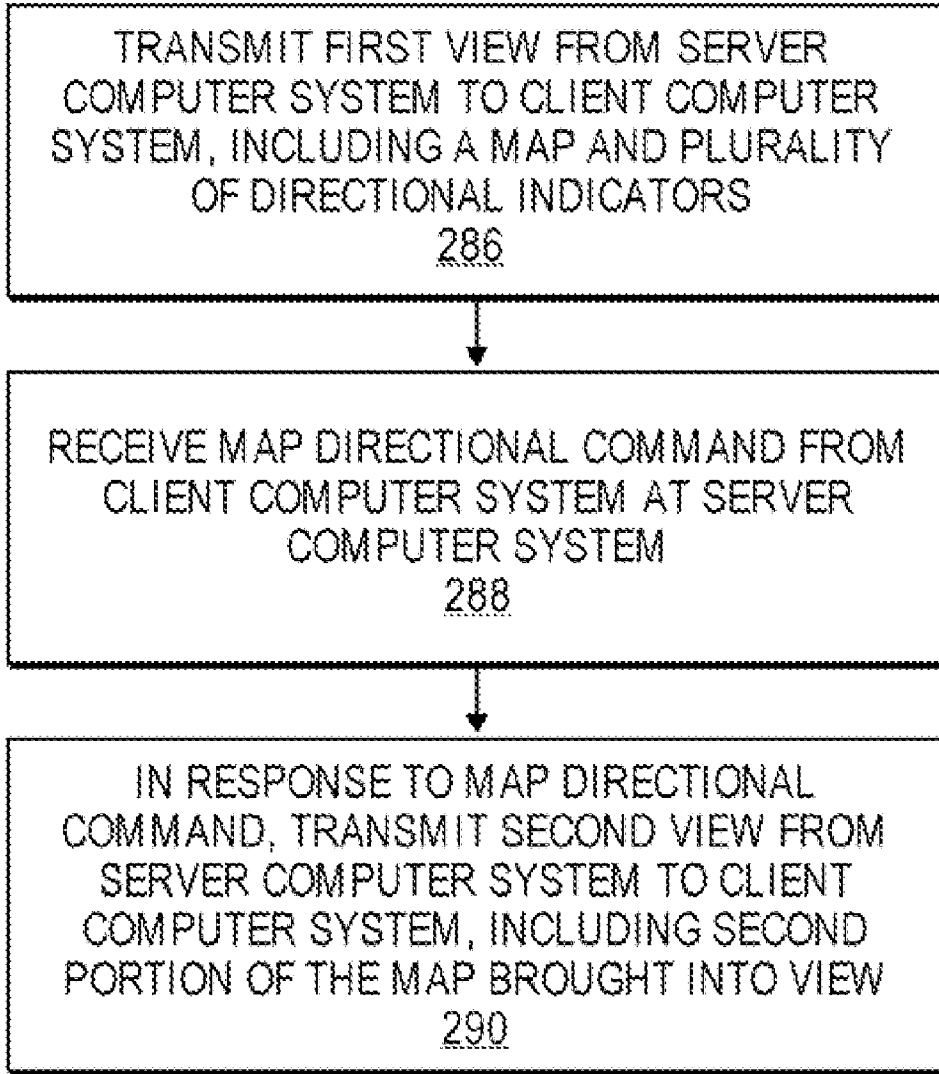 TRANSMIT FIRST VIEW FROM SERVER
COMPUTER SYSTEM TO CLIENT COMPUTER
SYSTEM, INCLUDING A MAP AND PLURALITY
OF DIRECTIONAL INDICATORS
286
RECEIVE MAP DIRECTIONAL COMMAND FROM
CLIENT COMPUTER SYSTEM AT SERVER
COMPUTER SYSTEM
288
IN RESPONSE TO MAP DIRECTIONAL
COMMAND, TRANSMIT SECOND VIEW FROM
SERVER COMPUTER SYSTEM TO CLIENT
COMPUTER SYSTEM, INCLUDING SECOND
PORTION OF THE MAP BROUGHT INTO VIEW
290